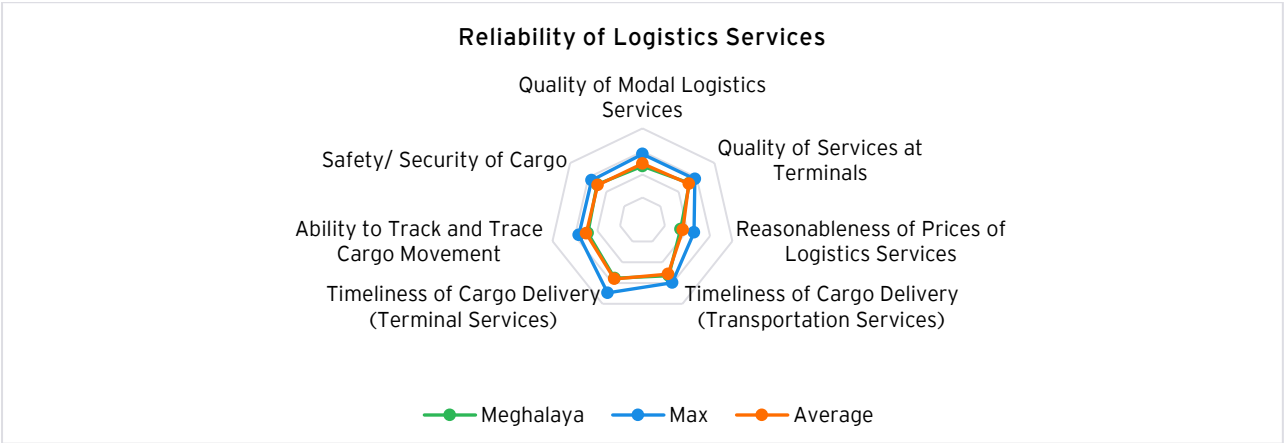 Reliability of Logistics Services
Quality of Modal Logistics
Services
Quality of Services at
Terminals
Reasonableness of Prices of
Logistics Services
Timeliness of Cargo Delivery
(Transportation Services)
Timeliness of Cargo Delivery
(Terminal Services)
Ability to Track and Trace
Cargo Movement
Safety/ Security of Cargo
Meghalaya
Max
Average